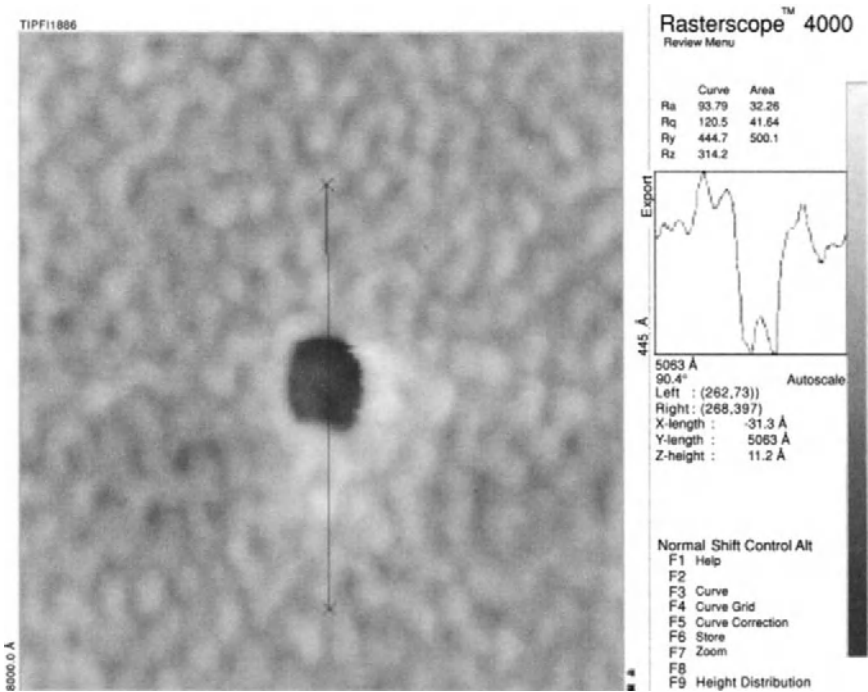 TIPFI1886
Rasterscope™ 4000
Review Menu
Curve Area
Ra 93.79 32.26
Rq 120.5 41.64
Ry 444.7 500.1
Rz 314.2
Export
445 Å
5063 Å
90.4° Autoscale
Left : (262,73))
Right : (268,397)
X-length : -31.3 Å
Y-length : 5063 Å
Z-height : 11.2 Å
Normal Shift Control Alt
F1 Help
F2
F3 Curve
F4 Curve Grid
F5 Curve Correction
F6 Store
F7 Zoom
F8
F9 Height Distribution
8000.0 Å